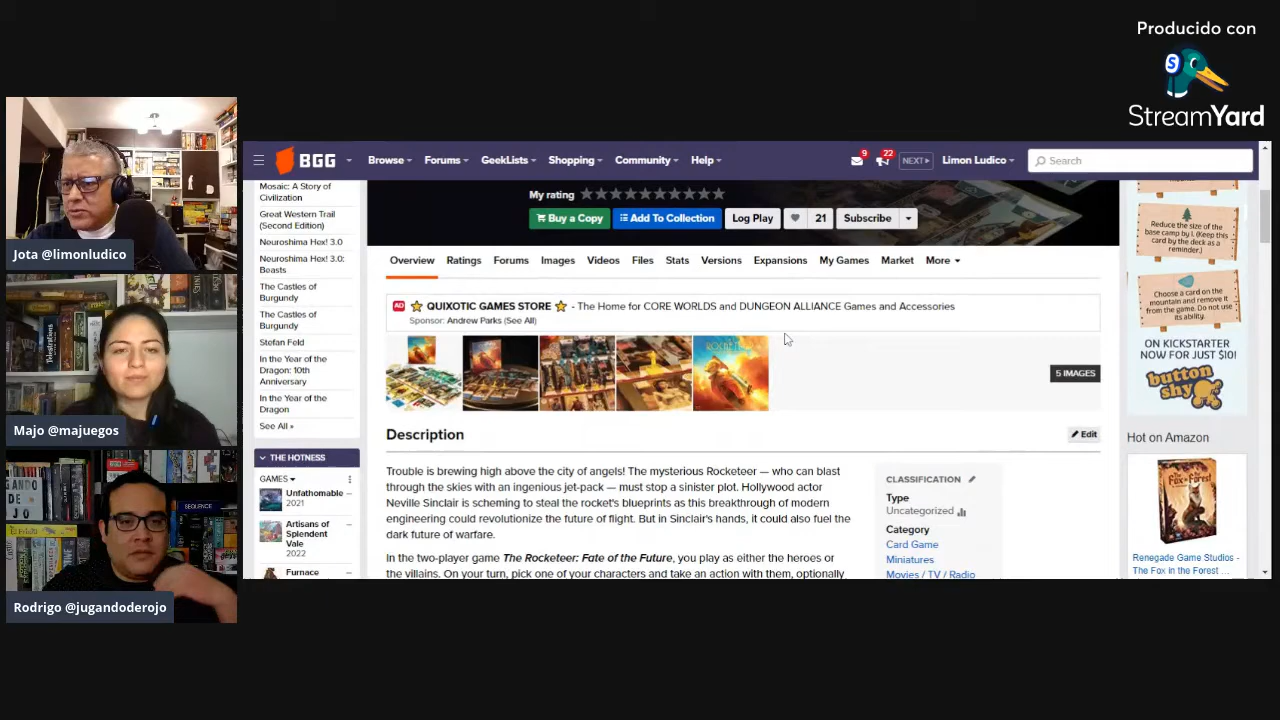 Producido con
StreamYard
Jota @limonludico
Majo @majuegos
Rodrigo @jugandoderojo
BGG
Browse
Forums
GeekLists
Shopping
Community
Help
9
22
NEXT
Limon Ludico
Search
Mosaic: A Story of
Civilization
Great Western Trail
(Second Edition)
Neuroshima Hex! 3.0
Neuroshima Hex! 3.0:
Beasts
The Castles of
Burgundy
The Castles of
Burgundy
Stefan Feld
In the Year of the
Dragon: 10th
Anniversary
In the Year of the
Dragon
See All »
THE HOTNESS
GAMES
Unfathomable
2021
Artisans of
Splendent
Vale
2022
Furnace
My rating
Buy a Copy
Add To Collection
Log Play
21
Subscribe
Overview
Ratings
Forums
Images
Videos
Files
Stats
Versions
Expansions
My Games
Market
More
AD
QUIXOTIC GAMES STORE
- The Home for CORE WORLDS and DUNGEON ALLIANCE Games and Accessories
Sponsor: Andrew Parks (See All)
5 IMAGES
Description
Edit
Trouble is brewing high above the city of angels! The mysterious Rocketeer — who can blast
through the skies with an ingenious jet-pack — must stop a sinister plot. Hollywood actor
Neville Sinclair is scheming to steal the rocket's blueprints as this breakthrough of modern
engineering could revolutionize the future of flight. But in Sinclair's hands, it could also fuel the
dark future of warfare.
In the two-player game The Rocketeer: Fate of the Future, you play as either the heroes or
the villains. On your turn, pick one of your characters and take an action with them, optionally
CLASSIFICATION
Type
Uncategorized
Category
Card Game
Miniatures
Movies / TV / Radio
Reduce the size of the
base camp by 1. (Keep this
card by the deck as a
reminder.)
Choose a card on the
mountain and remove it
from the game. Do not use
its ability.
ON KICKSTARTER
NOW FOR JUST $10!
button
shy
Hot on Amazon
Fox in the Forest
Renegade Game Studios -
The Fox in the Forest ...
SEQUENCE
Telestrations